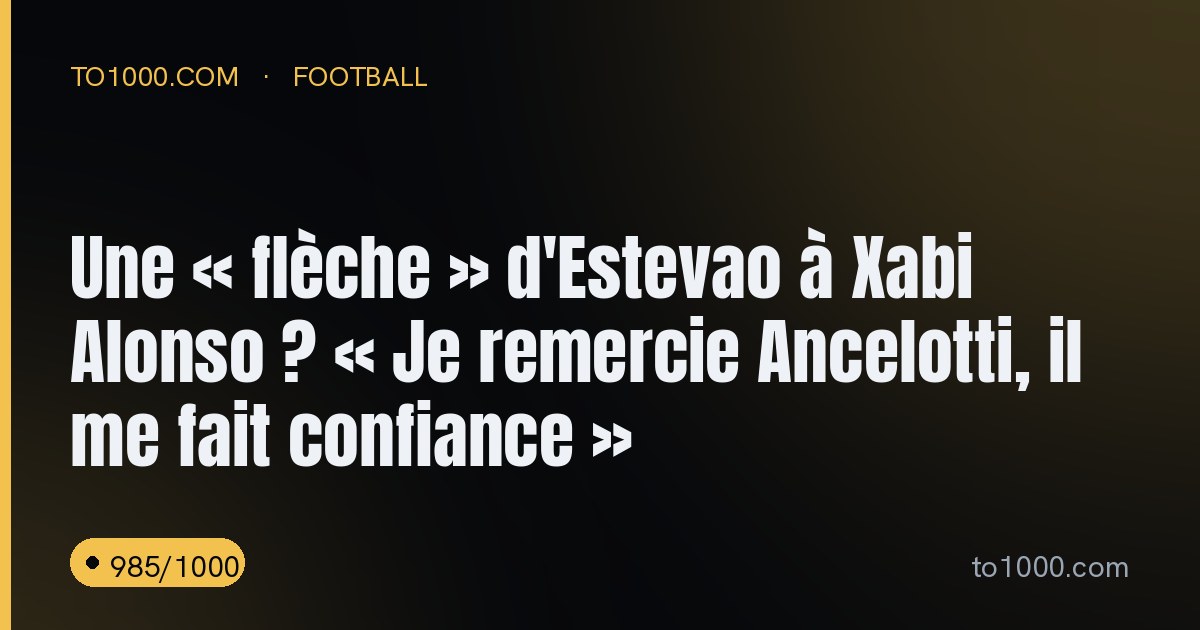 TO1000.COM · FOOTBALL
Une « flèche » d'Estevao à Xabi
Alonso ? « Je remercie Ancelotti, il
me fait confiance »
985/1000
to1000.com